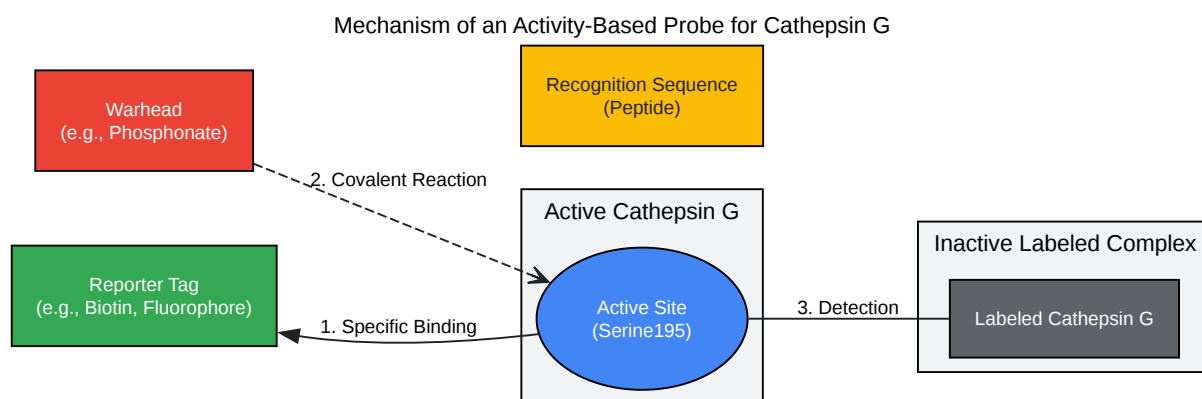 Mechanism of an Activity-Based Probe for Cathepsin G
Warhead
(e.g., Phosphonate)
Recognition Sequence
(Peptide)
2. Covalent Reaction
Active Cathepsin G
Inactive Labeled Complex
Reporter Tag
(e.g., Biotin, Fluorophore)
1. Specific Binding
Active Site
(Serine195)
3. Detection
Labeled Cathepsin G